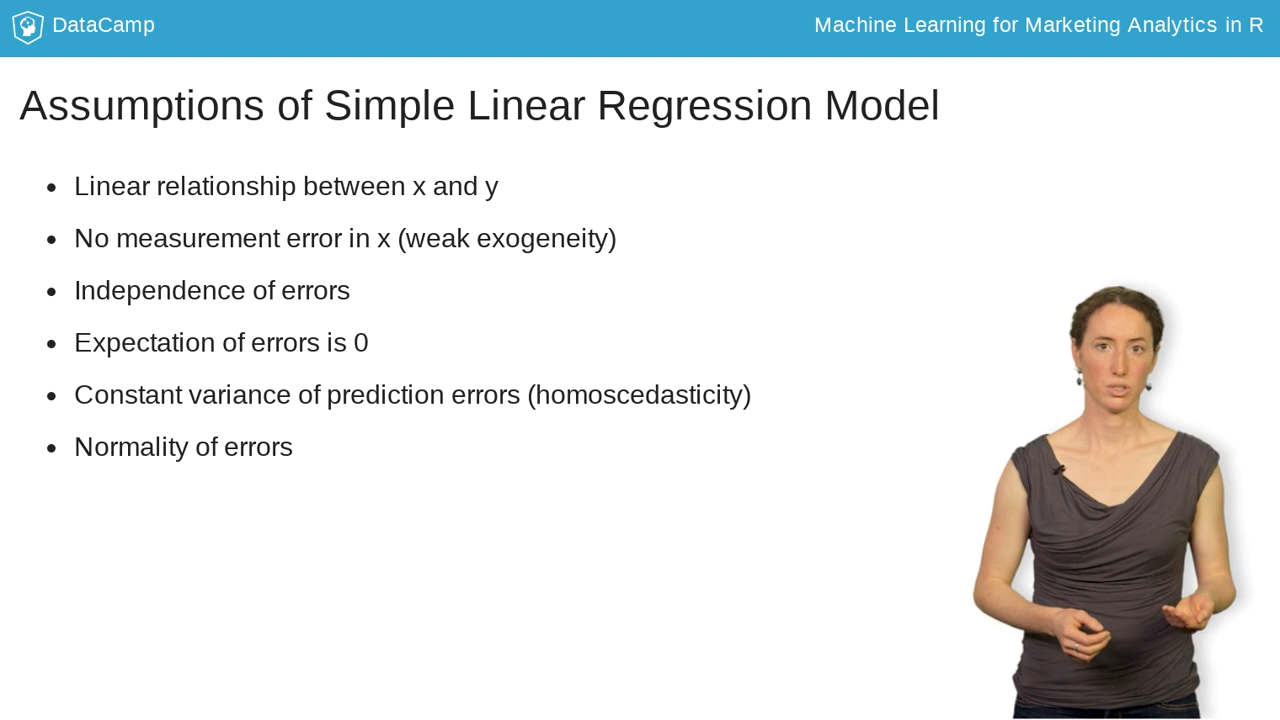 DataCamp
Machine Learning for Marketing Analytics in R
Assumptions of Simple Linear Regression Model
Linear relationship between x and y
No measurement error in x (weak exogeneity)
Independence of errors
Expectation of errors is 0
Constant variance of prediction errors (homoscedasticity)
Normality of errors